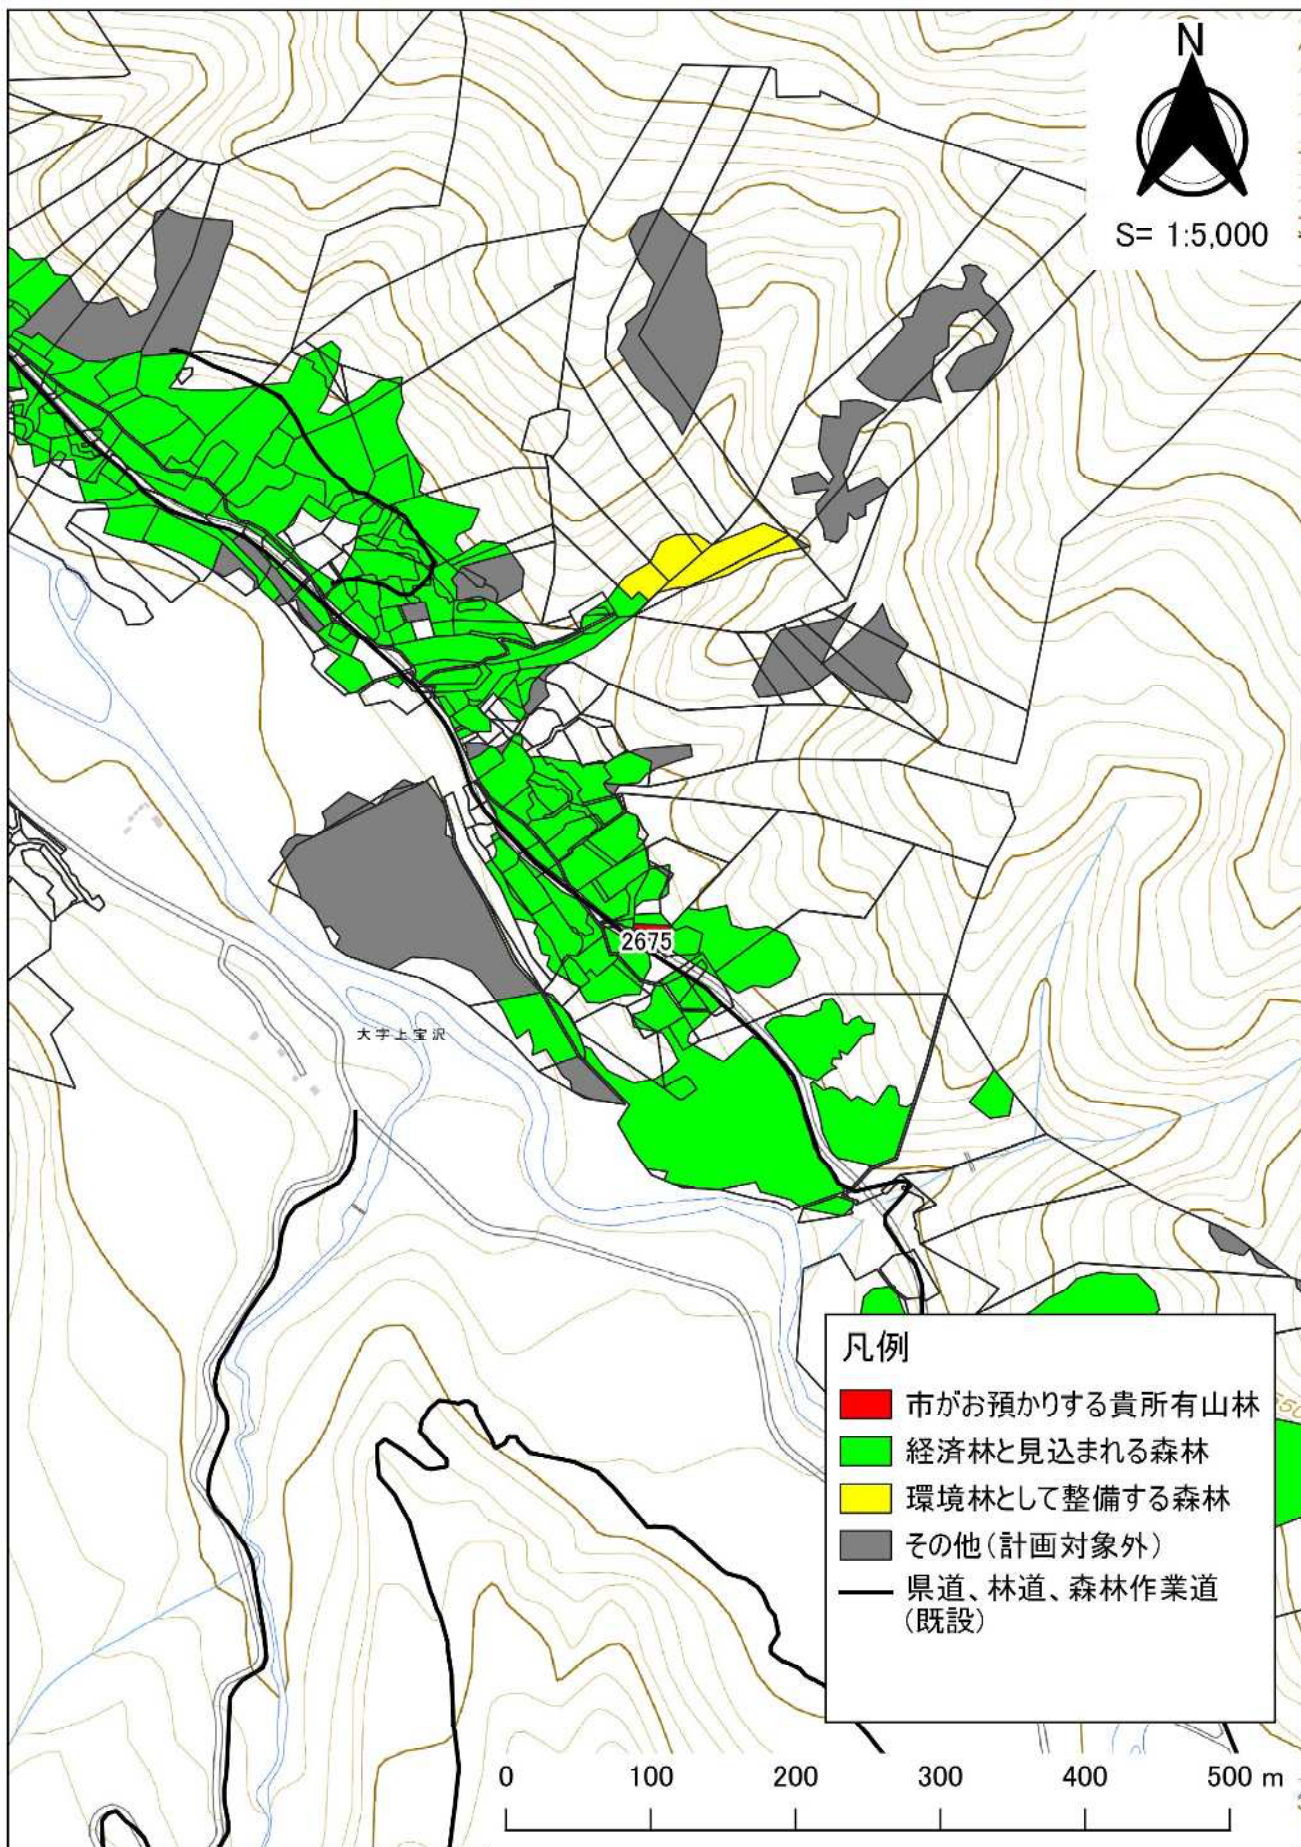 N
S= 1:5,000
2675
大字上宝沢
凡例
市がお預かりする貴所有山林
経済林と見込まれる森林
環境林として整備する森林
その他(計画対象外)
県道、林道、森林作業道
(既設)
0 100 200 300 400 500 m